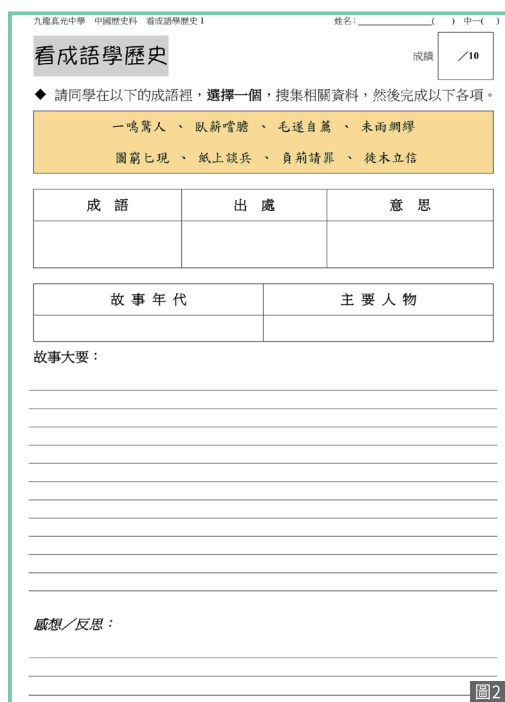 九龍真光中學 中國歷史科 看成語學歷史 1 姓名:____________( ) 中一( )
看成語學歷史 成績 /10
◆ 請同學在以下的成語裡，選擇一個，搜集相關資料，然後完成以下各項。
一鳴驚人 、 臥薪嚐膽 、 毛遂自薦 、 未雨綢繆
圖窮匕現 、 紙上談兵 、 負荊請罪 、 徙木立信
成 語 出 處 意 思
故 事 年 代 主 要 人 物
故事大要：
感想／反思：
圖2